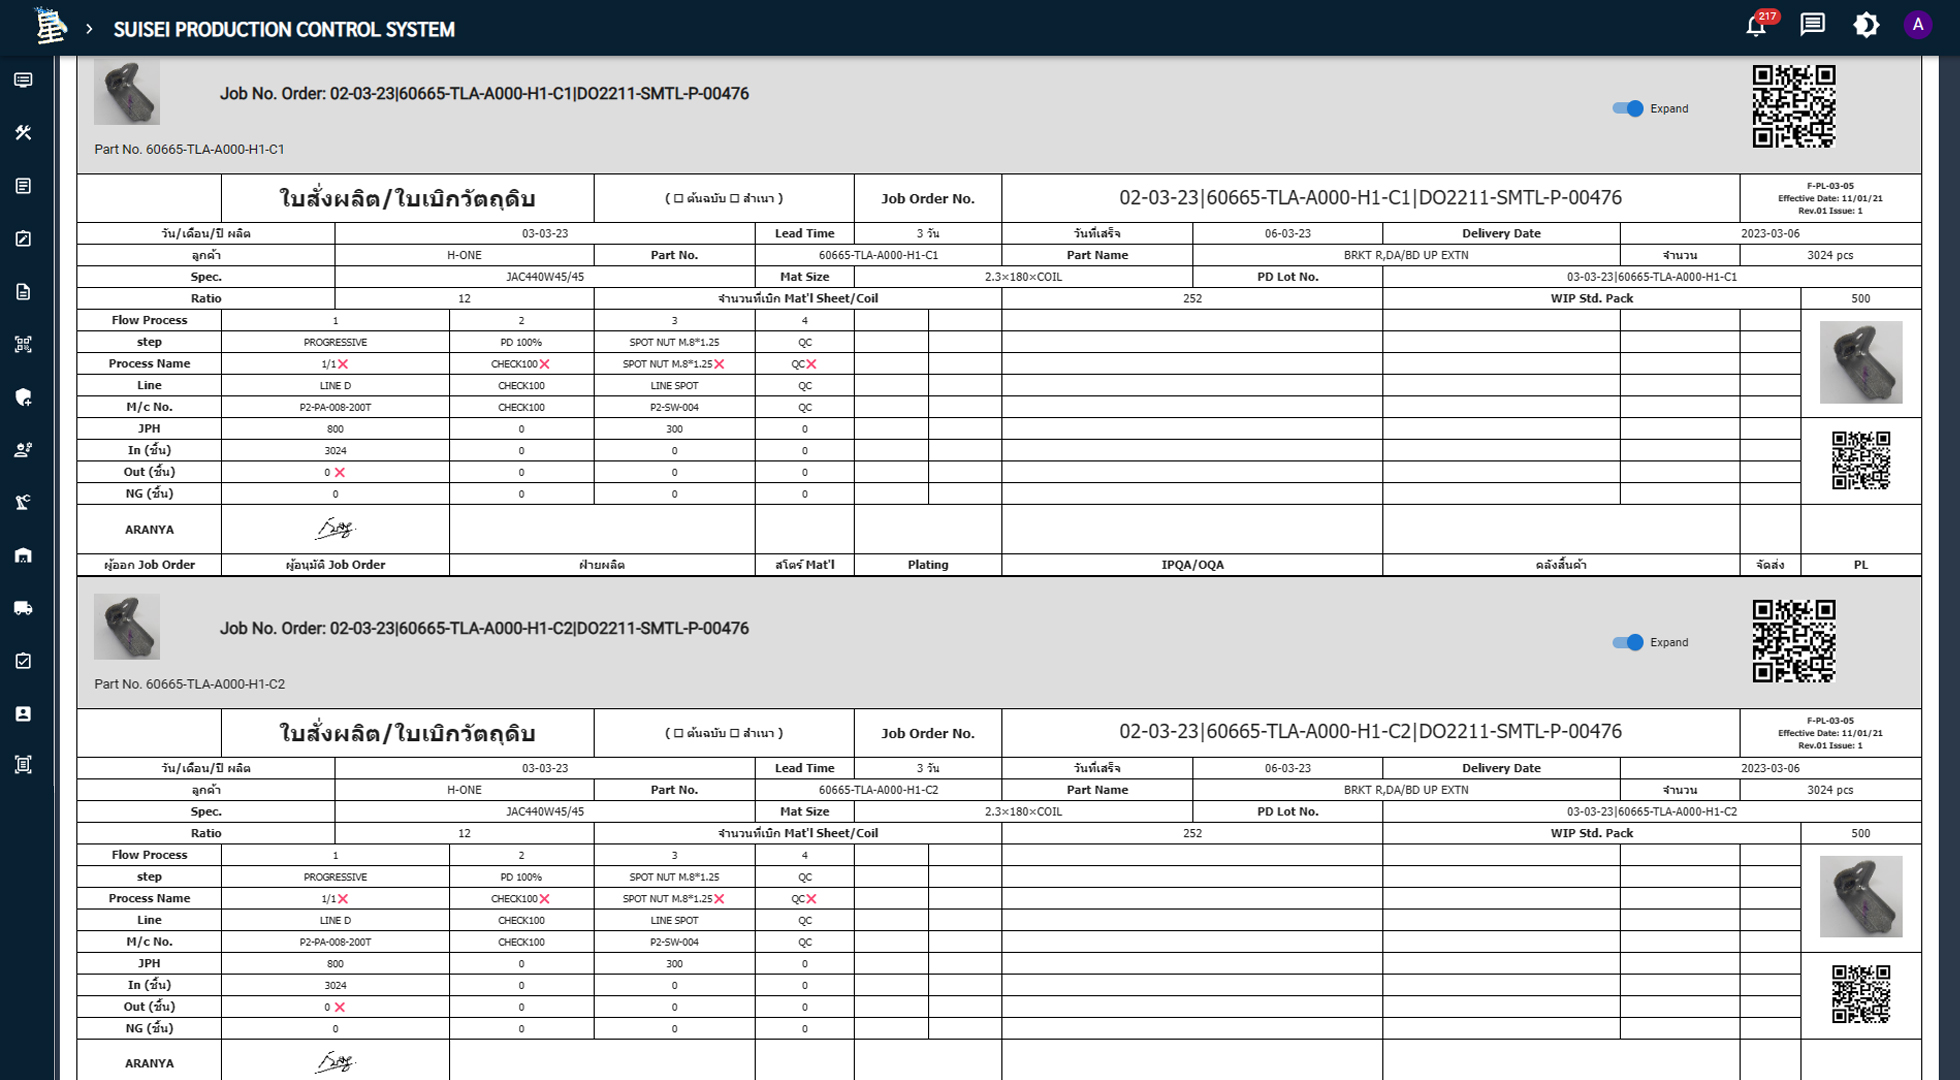 星 SUISEI PRODUCTION CONTROL SYSTEM 217 A
Job No. Order: 02-03-23|60665-TLA-A000-H1-C1|DO2211-SMTL-P-00476
Expand
Part No. 60665-TLA-A000-H1-C1
ใบสั่งผลิต/ใบเบิกวัตถุดิบ ( ☐ ต้นฉบับ ☐ สำเนา ) Job Order No. 02-03-23|60665-TLA-A000-H1-C1|DO2211-SMTL-P-00476 F-PL-03-05
Effective Date: 11/01/21
Rev.01 Issue: 1
วัน/เดือน/ปี ผลิต 03-03-23 Lead Time 3 วัน วันที่เสร็จ 06-03-23 Delivery Date 2023-03-06
ลูกค้า H-ONE Part No. 60665-TLA-A000-H1-C1 Part Name BRKT R,DA/BD UP EXTN จำนวน 3024 pcs
Spec. JAC440W45/45 Mat Size 2.3×180×COIL PD Lot No. 03-03-23|60665-TLA-A000-H1-C1
Ratio 12 จำนวนที่เบิก Mat'l Sheet/Coil 252 WIP Std. Pack 500
Flow Process 1 2 3 4
step PROGRESSIVE PD 100% SPOT NUT M.8*1.25 QC
Process Name 1/1❌ CHECK100❌ SPOT NUT M.8*1.25❌ QC❌
Line LINE D CHECK100 LINE SPOT QC
M/c No. P2-PA-008-200T CHECK100 P2-SW-004 QC
JPH 800 0 300 0
In (ชิ้น) 3024 0 0 0
Out (ชิ้น) 0 ❌ 0 0 0
NG (ชิ้น) 0 0 0 0
ARANYA
ผู้ออก Job Order ผู้อนุมัติ Job Order ฝ่ายผลิต สโตร์ Mat'l Plating IPQA/OQA คลังสินค้า จัดส่ง PL
Job No. Order: 02-03-23|60665-TLA-A000-H1-C2|DO2211-SMTL-P-00476
Expand
Part No. 60665-TLA-A000-H1-C2
ใบสั่งผลิต/ใบเบิกวัตถุดิบ ( ☐ ต้นฉบับ ☐ สำเนา ) Job Order No. 02-03-23|60665-TLA-A000-H1-C2|DO2211-SMTL-P-00476 F-PL-03-05
Effective Date: 11/01/21
Rev.01 Issue: 1
วัน/เดือน/ปี ผลิต 03-03-23 Lead Time 3 วัน วันที่เสร็จ 06-03-23 Delivery Date 2023-03-06
ลูกค้า H-ONE Part No. 60665-TLA-A000-H1-C2 Part Name BRKT R,DA/BD UP EXTN จำนวน 3024 pcs
Spec. JAC440W45/45 Mat Size 2.3×180×COIL PD Lot No. 03-03-23|60665-TLA-A000-H1-C2
Ratio 12 จำนวนที่เบิก Mat'l Sheet/Coil 252 WIP Std. Pack 500
Flow Process 1 2 3 4
step PROGRESSIVE PD 100% SPOT NUT M.8*1.25 QC
Process Name 1/1❌ CHECK100❌ SPOT NUT M.8*1.25❌ QC❌
Line LINE D CHECK100 LINE SPOT QC
M/c No. P2-PA-008-200T CHECK100 P2-SW-004 QC
JPH 800 0 300 0
In (ชิ้น) 3024 0 0 0
Out (ชิ้น) 0 ❌ 0 0 0
NG (ชิ้น) 0 0 0 0
ARANYA